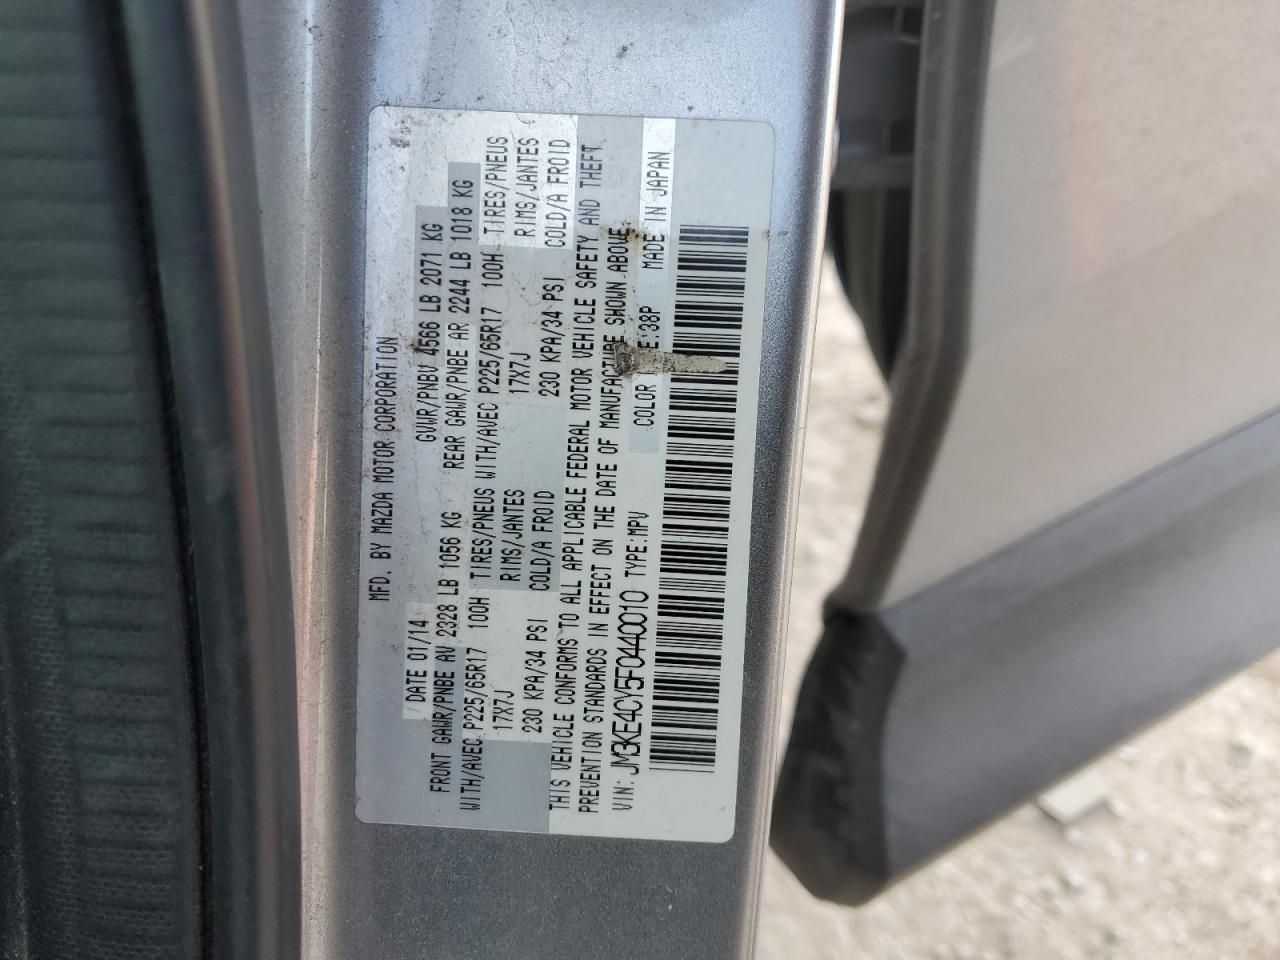 MFD. BY MAZDA MOTOR CORPORATION
DATE 01/14 GVWR/PNBV 4566 LB 2071 KG
FRONT GAWR/PNBE AV 2328 LB 1056 KG REAR GAWR/PNBE AR 2244 LB 1018 KG
WITH/AVEC P225/65R17 100H TIRES/PNEUS WITH/AVEC P225/65R17 100H TIRES/PNEUS
17X7J RIMS/JANTES 17X7J RIMS/JANTES
230 KPA/34 PSI COLD/A FROID 230 KPA/34 PSI COLD/A FROID
THIS VEHICLE CONFORMS TO ALL APPLICABLE FEDERAL MOTOR VEHICLE SAFETY AND THEFT
PREVENTION STANDARDS IN EFFECT ON THE DATE OF MANUFACTURE SHOWN ABOVE.
VIN: JM3KE4CY5F0440010 TYPE:MPV COLOR E:38P MADE IN JAPAN